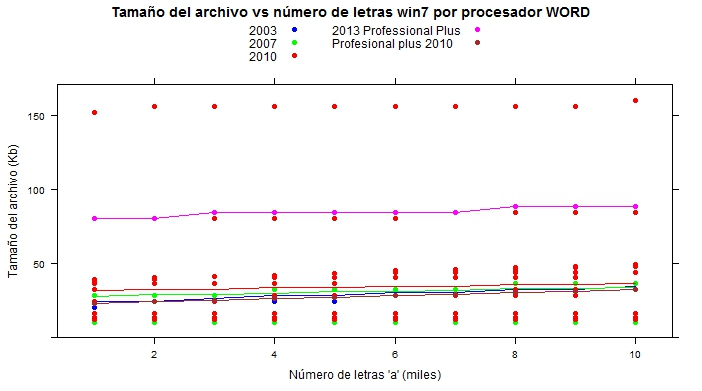 Tamaño del archivo vs número de letras win7 por procesador WORD
2003 2013 Professional Plus
2007 Profesional plus 2010
2010
150
100
50
Tamaño del archivo (Kb)
2 4 6 8 10
Número de letras 'a' (miles)